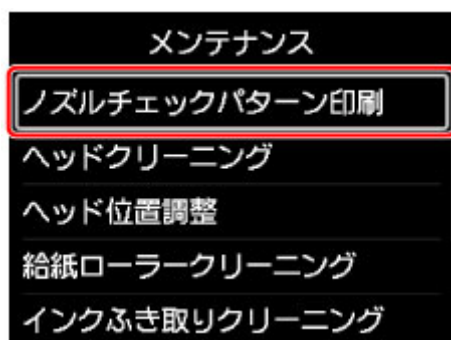 メンテナンス
ノズルチェックパターン印刷
ヘッドクリーニング
ヘッド位置調整
給紙ローラークリーニング
インクふき取りクリーニング